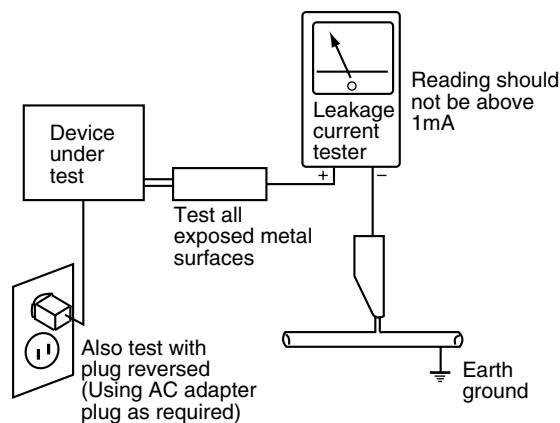 Device
under
test
Leakage
current
tester
Reading should
not be above
1mA
+
–
Test all
exposed metal
surfaces
Also test with
plug reversed
(Using AC adapter
plug as required)
Earth
ground